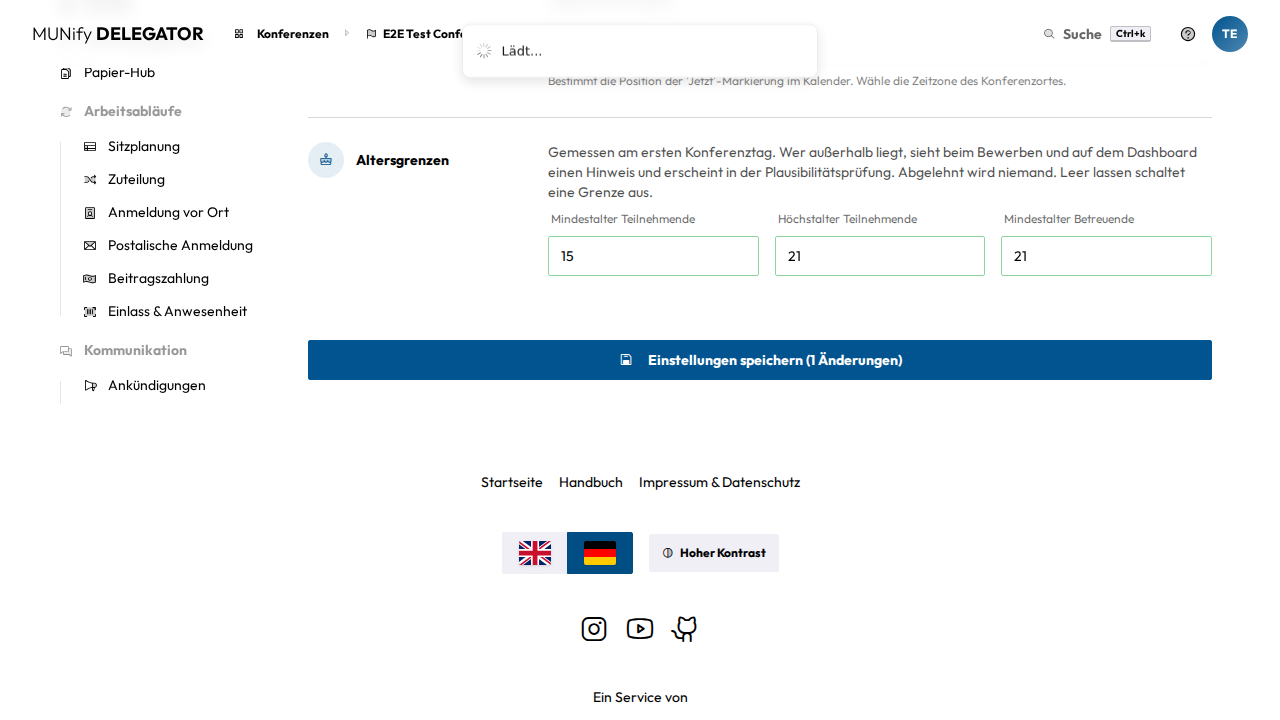 MUNify DELEGATOR
Konferenzen
E2E Test Confe
Lädt...
Suche
Ctrl+k
TE
Papier-Hub
Arbeitsabläufe
Sitzplanung
Zuteilung
Anmeldung vor Ort
Postalische Anmeldung
Beitragszahlung
Einlass & Anwesenheit
Kommunikation
Ankündigungen
Bestimmt die Position der 'Jetzt'-Markierung im Kalender. Wähle die Zeitzone des Konferenzortes.
Altersgrenzen
Gemessen am ersten Konferenztag. Wer außerhalb liegt, sieht beim Bewerben und auf dem Dashboard
einen Hinweis und erscheint in der Plausibilitätsprüfung. Abgelehnt wird niemand. Leer lassen schaltet
eine Grenze aus.
Mindestalter Teilnehmende
Höchstalter Teilnehmende
Mindestalter Betreuende
15
21
21
Einstellungen speichern (1 Änderungen)
Startseite
Handbuch
Impressum & Datenschutz
Hoher Kontrast
Ein Service von